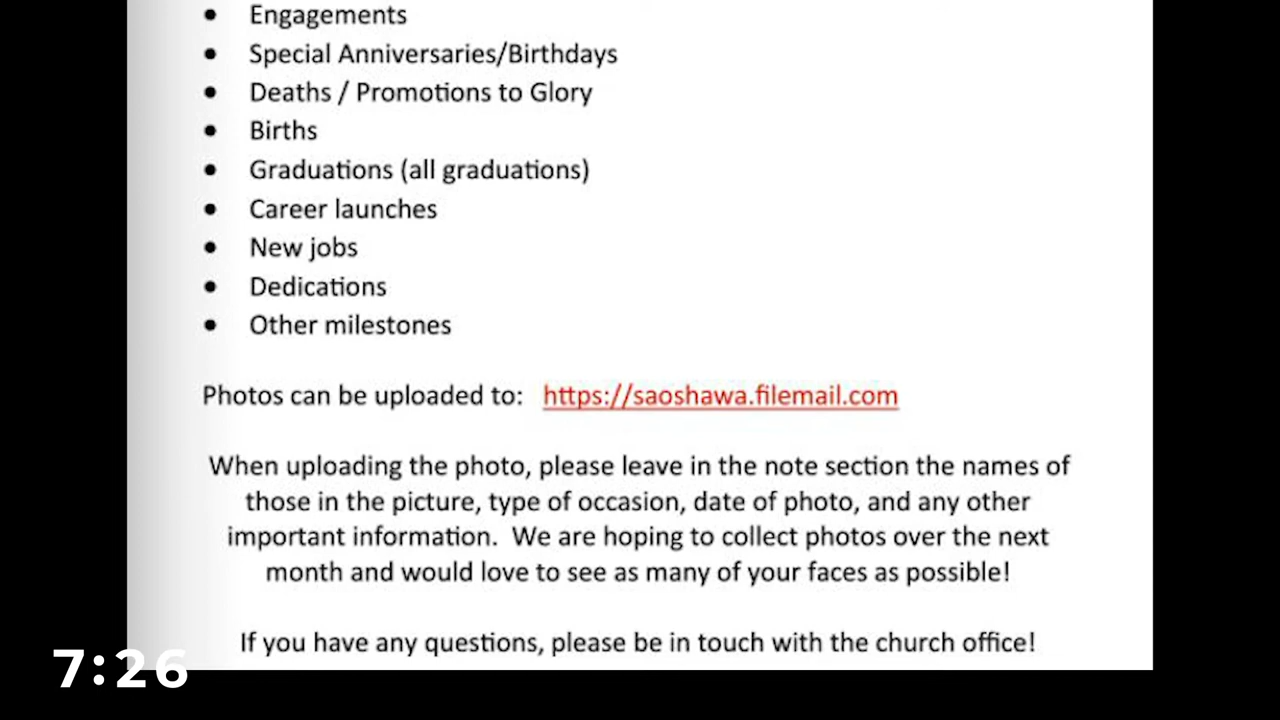 • Engagements
• Special Anniversaries/Birthdays
• Deaths / Promotions to Glory
• Births
• Graduations (all graduations)
• Career launches
• New jobs
• Dedications
• Other milestones
Photos can be uploaded to: https://saoshawa.filemail.com
When uploading the photo, please leave in the note section the names of
those in the picture, type of occasion, date of photo, and any other
important information. We are hoping to collect photos over the next
month and would love to see as many of your faces as possible!
If you have any questions, please be in touch with the church office!
7:26